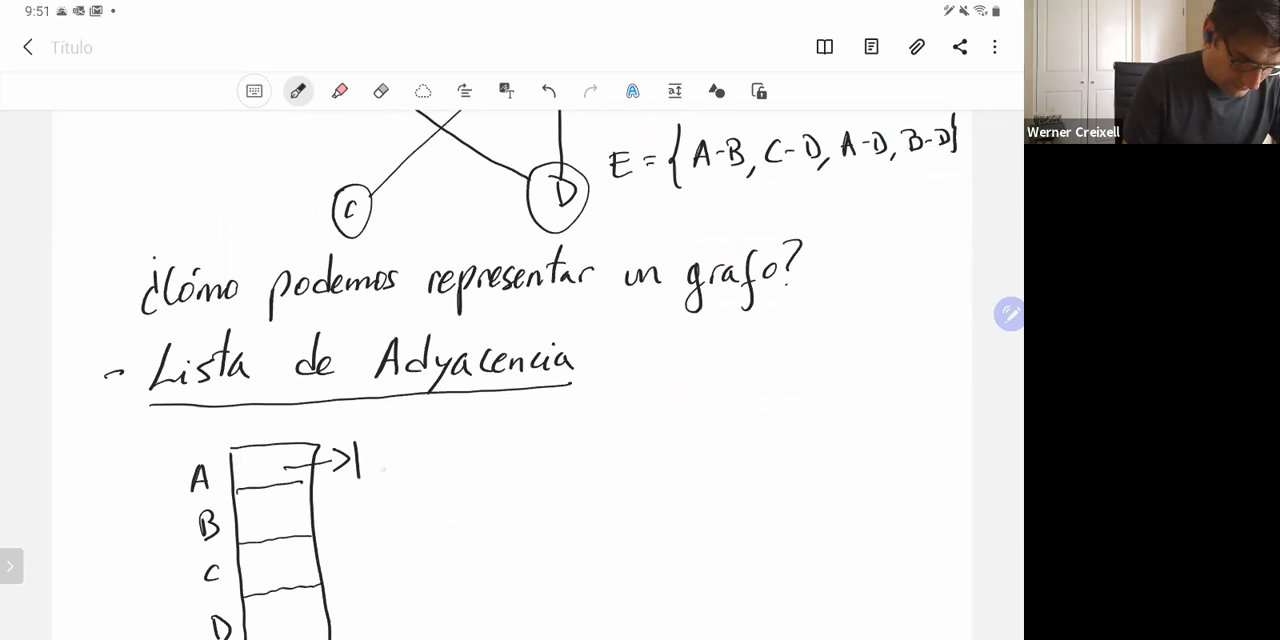 9:51
Título
E = { A-B, C-D, A-D, B-D }
C
D
¿Cómo podemos representar un grafo?
- Lista de Adyacencia
A
B
C
D
Werner Creixell